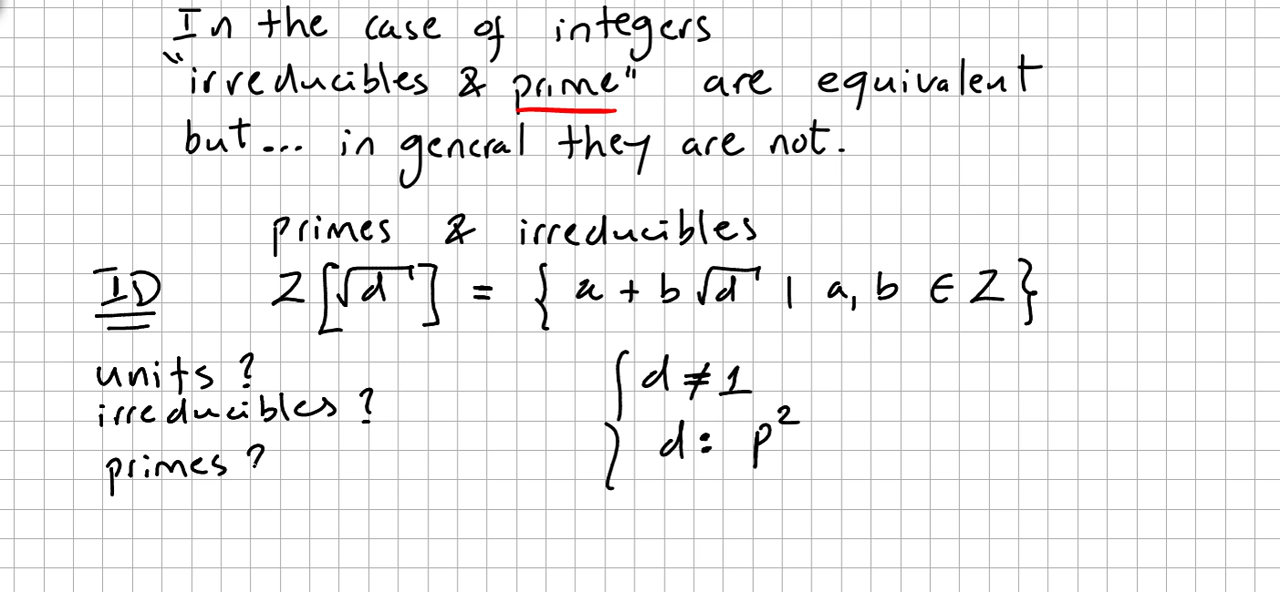 In the case of integers
"irreducibles & prime" are equivalent
but... in general they are not.
primes & irreducibles
ID Z[√d] = { a + b√d | a, b ∈ Z }
units ?
irreducibles ?
primes ?
{ d ≠ 1
d : p²